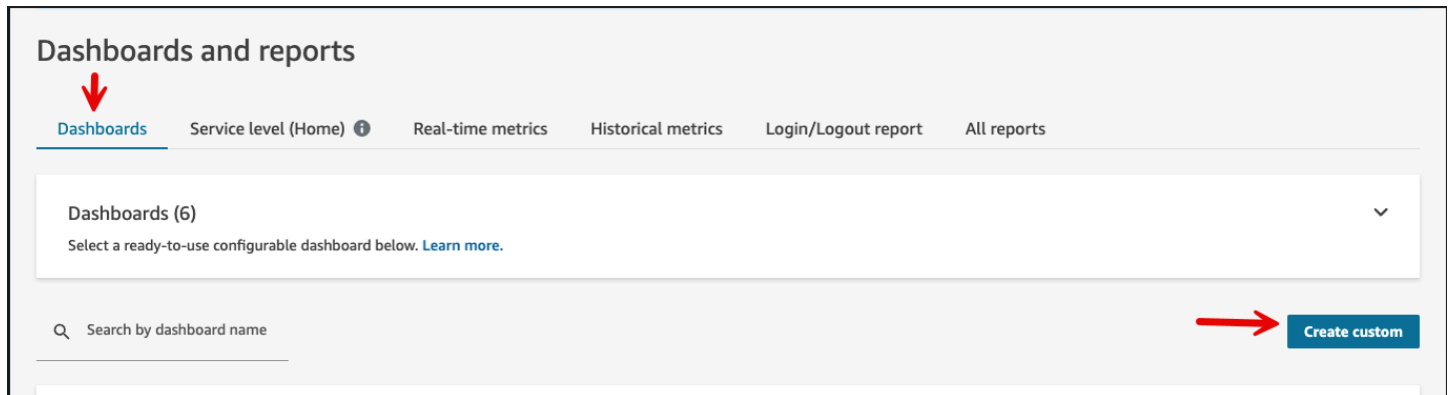 Dashboards and reports
Dashboards Service level (Home) Real-time metrics Historical metrics Login/Logout report All reports
Dashboards (6)
Select a ready-to-use configurable dashboard below. Learn more.
Search by dashboard name
Create custom